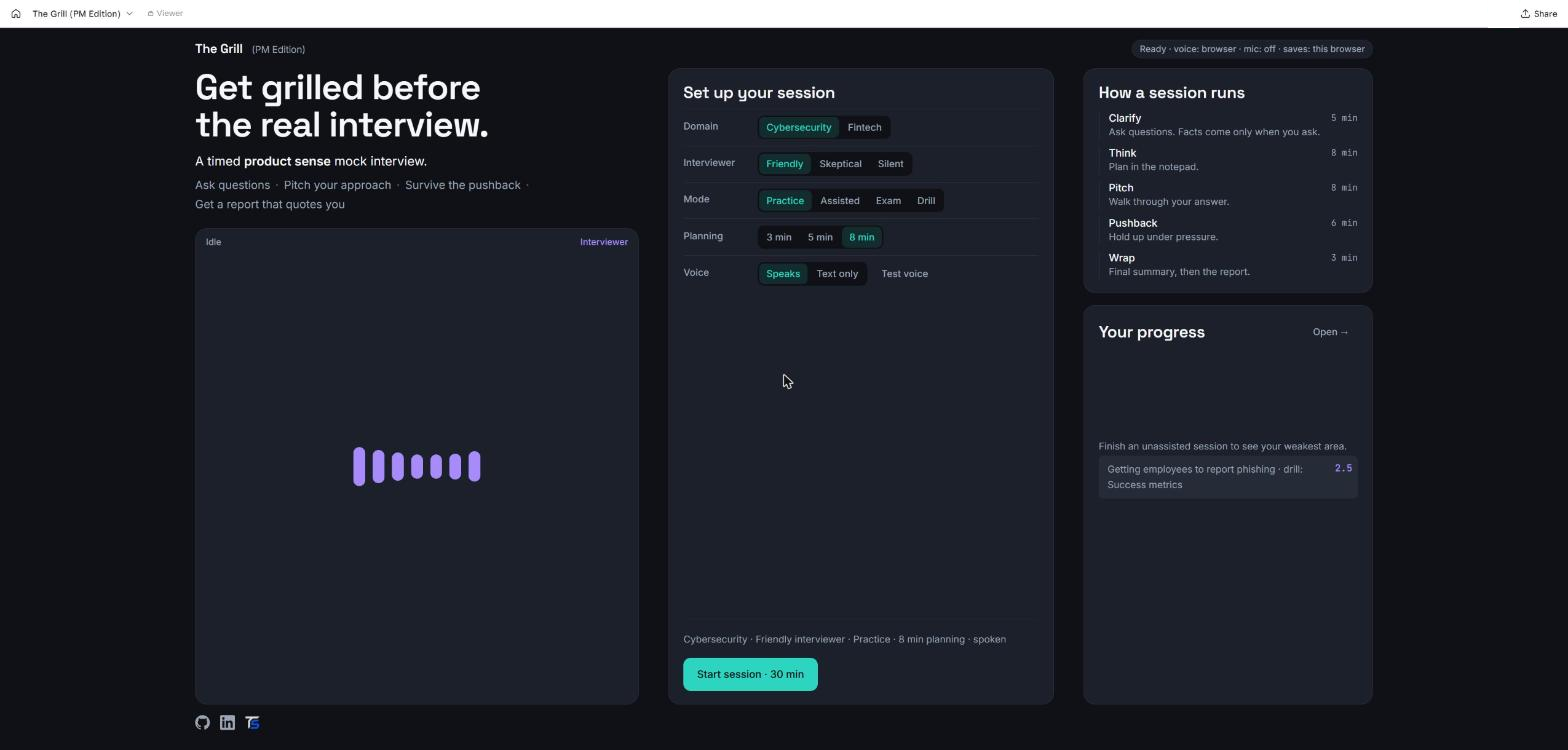 The Grill (PM Edition)
Viewer
Share
The Grill (PM Edition)
Ready · voice: browser · mic: off · saves: this browser
Get grilled before
the real interview.
A timed product sense mock interview.
Ask questions · Pitch your approach · Survive the pushback ·
Get a report that quotes you
Idle
Interviewer
Set up your session
Domain
Cybersecurity
Fintech
Interviewer
Friendly
Skeptical
Silent
Mode
Practice
Assisted
Exam
Drill
Planning
3 min
5 min
8 min
Voice
Speaks
Text only
Test voice
Cybersecurity · Friendly interviewer · Practice · 8 min planning · spoken
Start session · 30 min
How a session runs
Clarify 5 min
Ask questions. Facts come only when you ask.
Think 8 min
Plan in the notepad.
Pitch 8 min
Walk through your answer.
Pushback 6 min
Hold up under pressure.
Wrap 3 min
Final summary, then the report.
Your progress
Open →
Finish an unassisted session to see your weakest area.
Getting employees to report phishing · drill: 2.5
Success metrics
in
TS